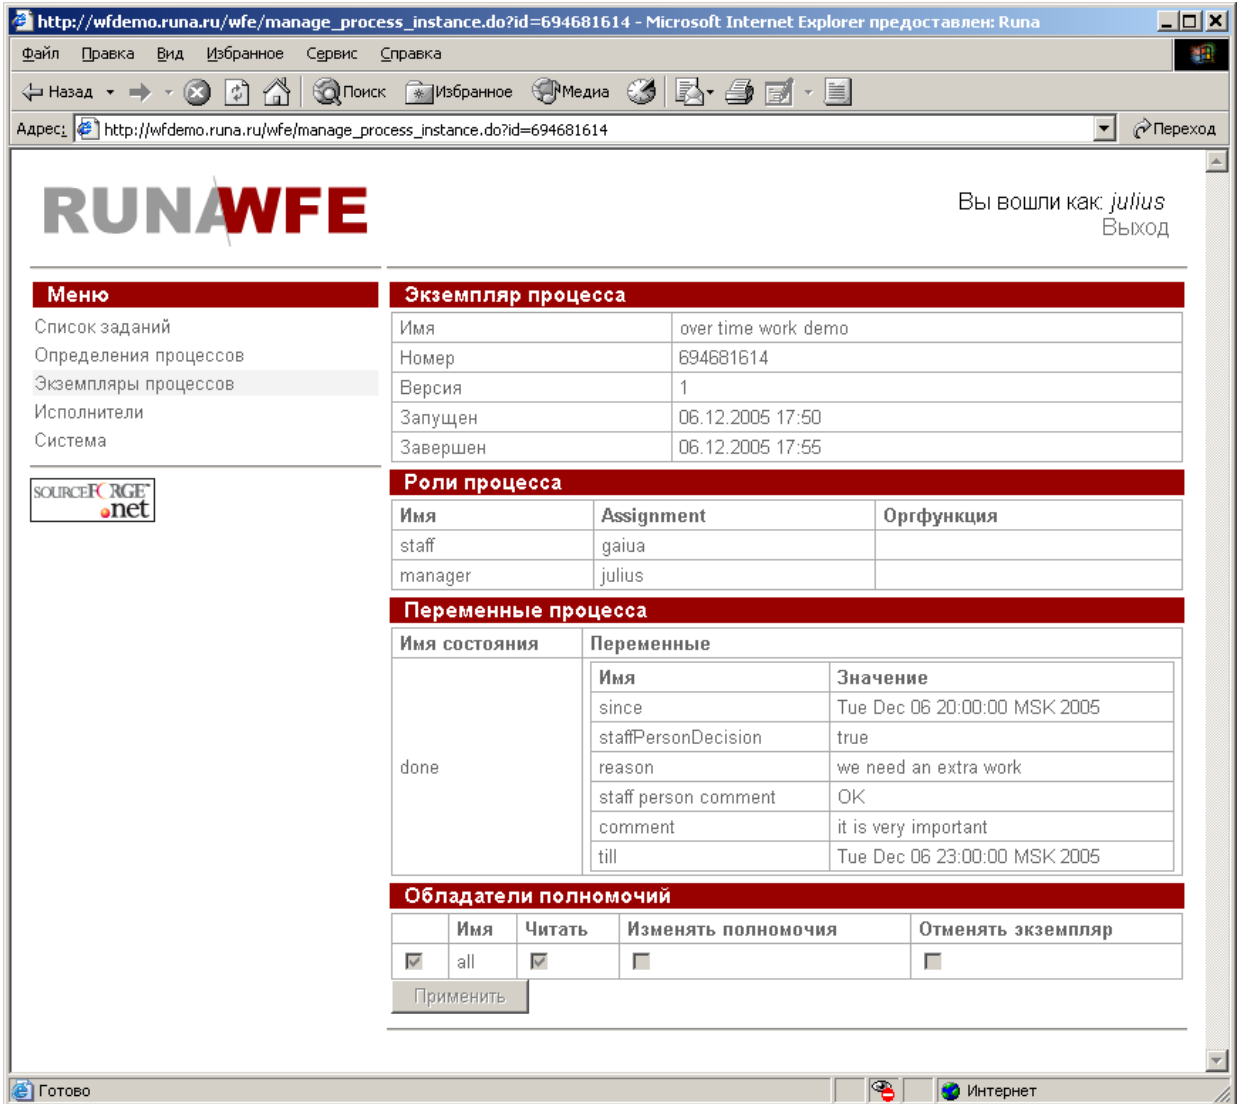 http://wfdemo.runa.ru/wfe/manage_process_instance.do?id=694681614 - Microsoft Internet Explorer предоставлен: Runa
Файл Правка Вид Избранное Сервис Справка
Назад Поиск Избранное Медиа
Адрес: http://wfdemo.runa.ru/wfe/manage_process_instance.do?id=694681614 Переход
RUNAWFE
Вы вошли как: julius
Выход
Меню
Список заданий
Определения процессов
Экземпляры процессов
Исполнители
Система
SOURCEFORGE
.net
Экземпляр процесса
Имя over time work demo
Номер 694681614
Версия 1
Запущен 06.12.2005 17:50
Завершен 06.12.2005 17:55
Роли процесса
Имя Assignment Оргфункция
staff gaiua
manager julius
Переменные процесса
Имя состояния Переменные
Имя Значение
since Tue Dec 06 20:00:00 MSK 2005
staffPersonDecision true
done
reason we need an extra work
staff person comment OK
comment it is very important
till Tue Dec 06 23:00:00 MSK 2005
Обладатели полномочий
Имя Читать Изменять полномочия Отменять экземпляр
all
Применить
Готово Интернет